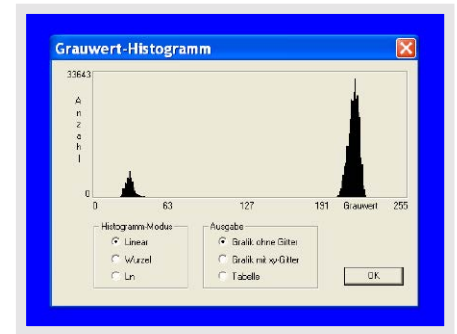 Grauwert-Histogramm
33643
Anzahl
0
0 63 127 191 Grauwert 255
Histogramm-Modus
Linear
Wurzel
Ln
Ausgabe
Grafik ohne Gitter
Grafik mit xy-Gitter
Tabelle
OK